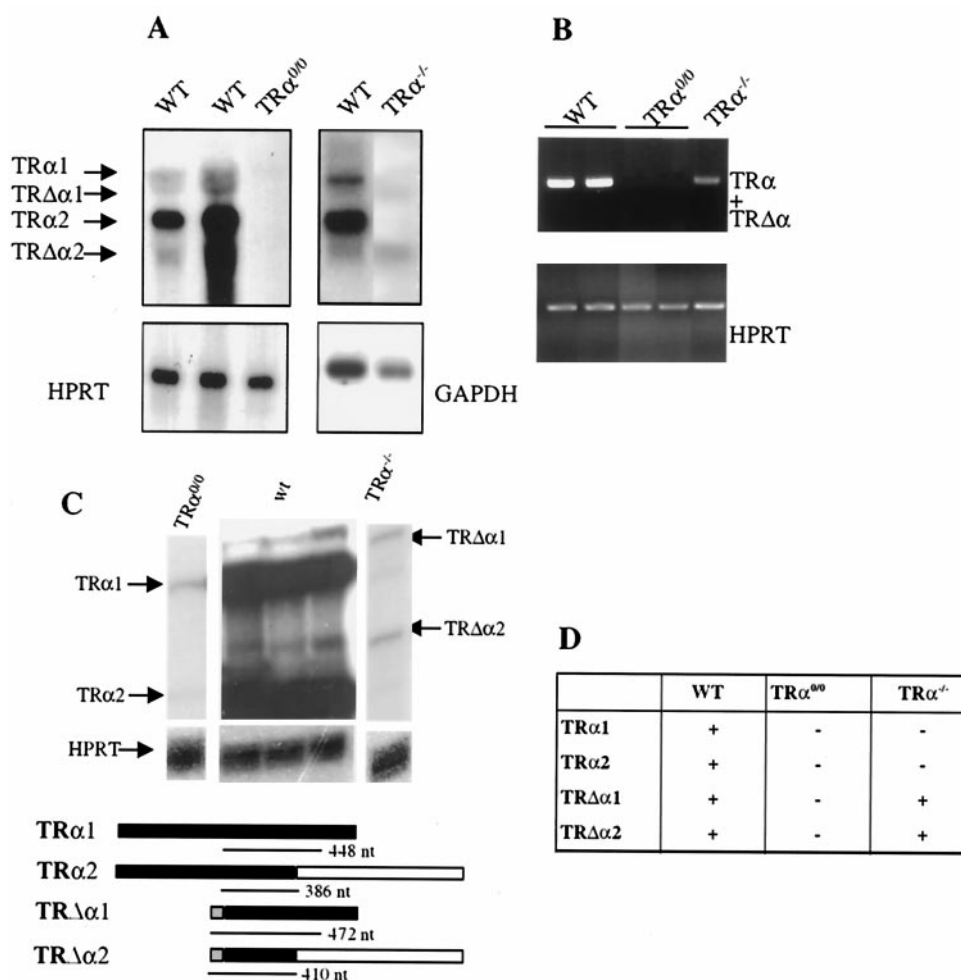 A
WT
WT
TRα0/0
WT
TRα-/-
TRα1
TRΔα1
TRα2
TRΔα2
HPRT
GAPDH
B
WT
TRα0/0
TRα-/-
TRα
+
TRΔα
HPRT
C
TRα0/0
wt
TRα-/-
TRα1
TRα2
HPRT
TRΔα1
TRΔα2
TRα1
448 nt
TRα2
386 nt
TRΔα1
472 nt
TRΔα2
410 nt
D
WT TRα0/0 TRα-/-
TRα1 + - -
TRα2 + - -
TRΔα1 + - +
TRΔα2 + - +